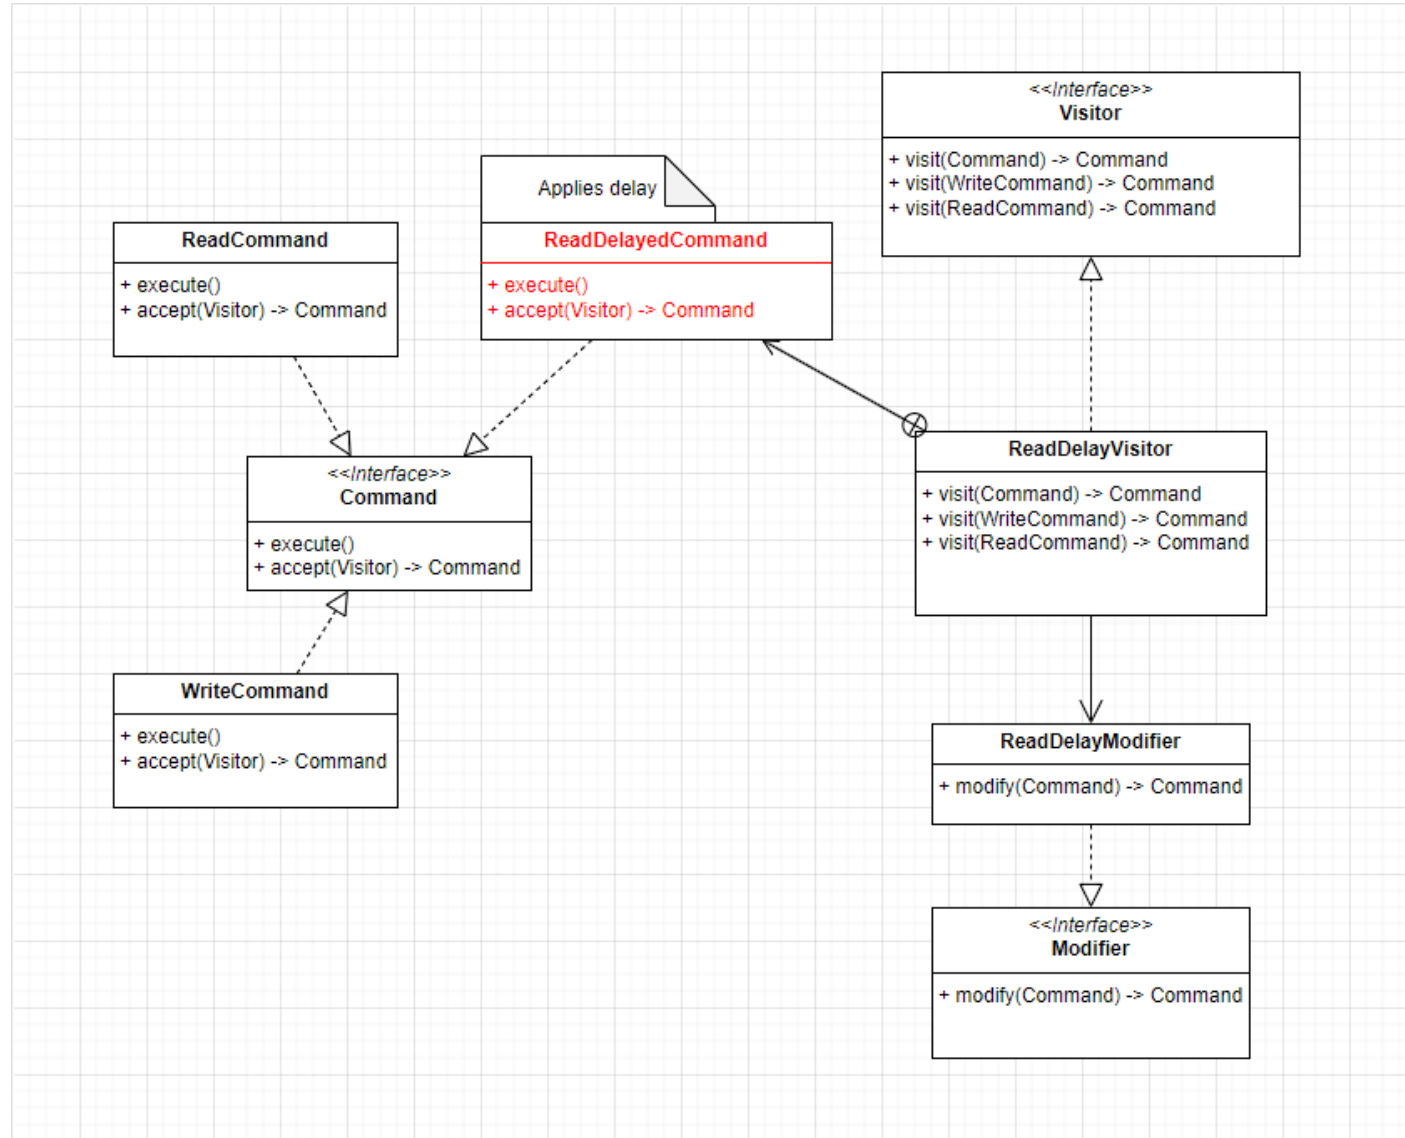 <<Interface>>
Visitor
+ visit(Command) -> Command
+ visit(WriteCommand) -> Command
+ visit(ReadCommand) -> Command
Applies delay
ReadCommand
+ execute()
+ accept(Visitor) -> Command
ReadDelayedCommand
+ execute()
+ accept(Visitor) -> Command
ReadDelayVisitor
+ visit(Command) -> Command
+ visit(WriteCommand) -> Command
+ visit(ReadCommand) -> Command
<<Interface>>
Command
+ execute()
+ accept(Visitor) -> Command
WriteCommand
+ execute()
+ accept(Visitor) -> Command
ReadDelayModifier
+ modify(Command) -> Command
<<Interface>>
Modifier
+ modify(Command) -> Command